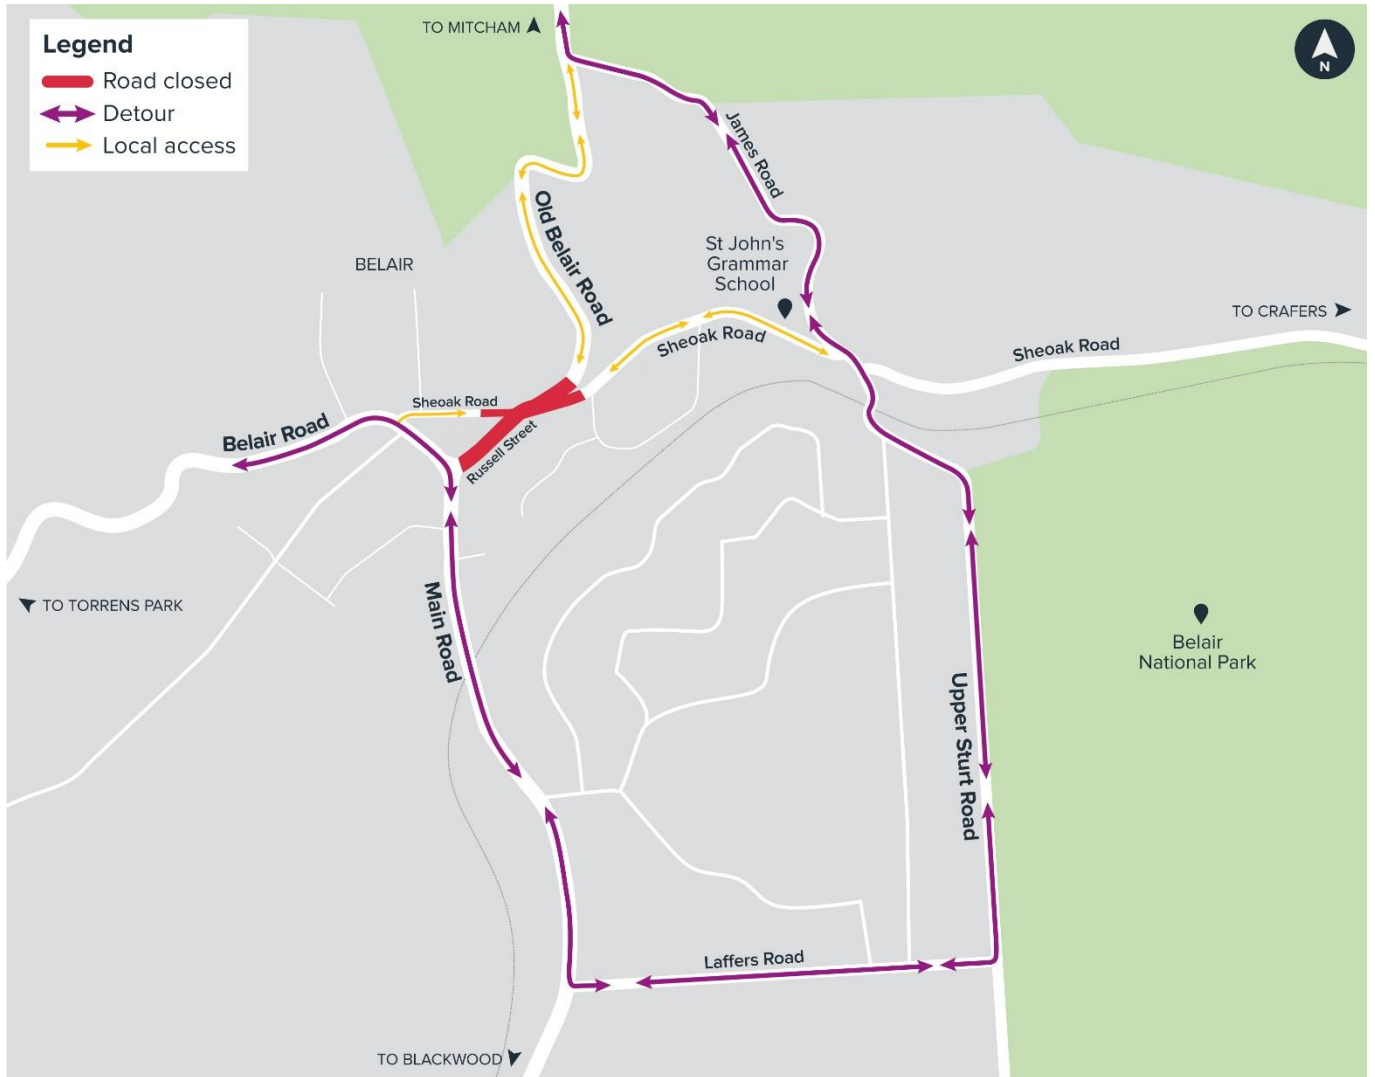 TO MITCHAM
Legend
Road closed
Detour
Local access
N
James Road
Old Belair Road
St John's
Grammar
School
BELAIR
TO CRAFERS
Sheoak Road
Sheoak Road
Sheoak Road
Belair Road
Russell Street
TO TORRENS PARK
Main Road
Belair
National Park
Upper Sturt Road
Laffers Road
TO BLACKWOOD